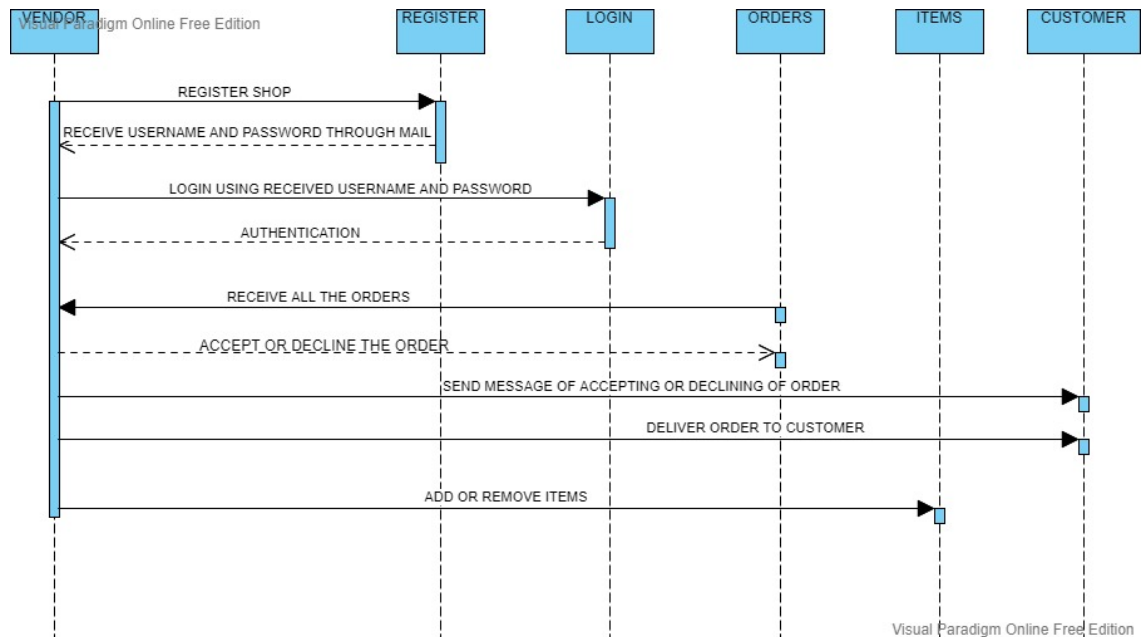 VENDOR
REGISTER
LOGIN
ORDERS
ITEMS
CUSTOMER
Visual Paradigm Online Free Edition
REGISTER SHOP
RECEIVE USERNAME AND PASSWORD THROUGH MAIL
LOGIN USING RECEIVED USERNAME AND PASSWORD
AUTHENTICATION
RECEIVE ALL THE ORDERS
ACCEPT OR DECLINE THE ORDER
SEND MESSAGE OF ACCEPTING OR DECLINING OF ORDER
DELIVER ORDER TO CUSTOMER
ADD OR REMOVE ITEMS
Visual Paradigm Online Free Edition